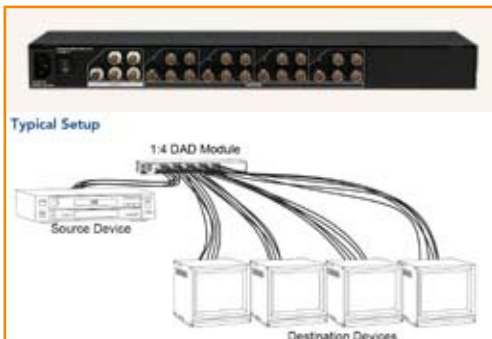 Typical Setup
1:4 DAD Module
Source Device
Destination Devices